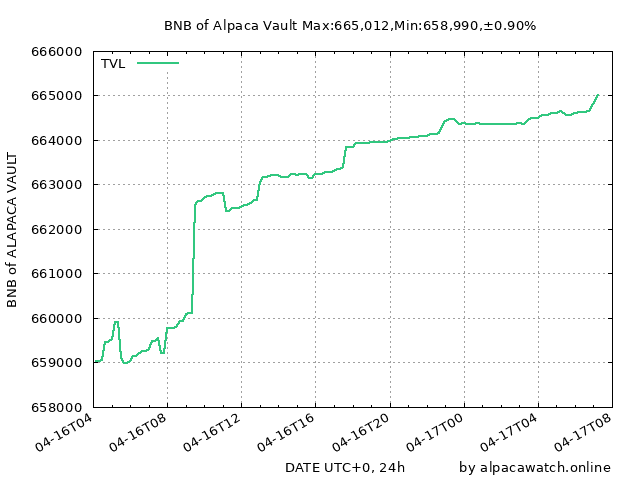 BNB of Alpaca Vault Max:665,012,Min:658,990,±0.90%
TVL
666000
665000
664000
663000
662000
661000
660000
659000
658000
BNB of ALAPACA VAULT
04-16T04
04-16T08
04-16T12
04-16T16
04-16T20
04-17T00
04-17T04
04-17T08
DATE UTC+0, 24h
by alpacawatch.online